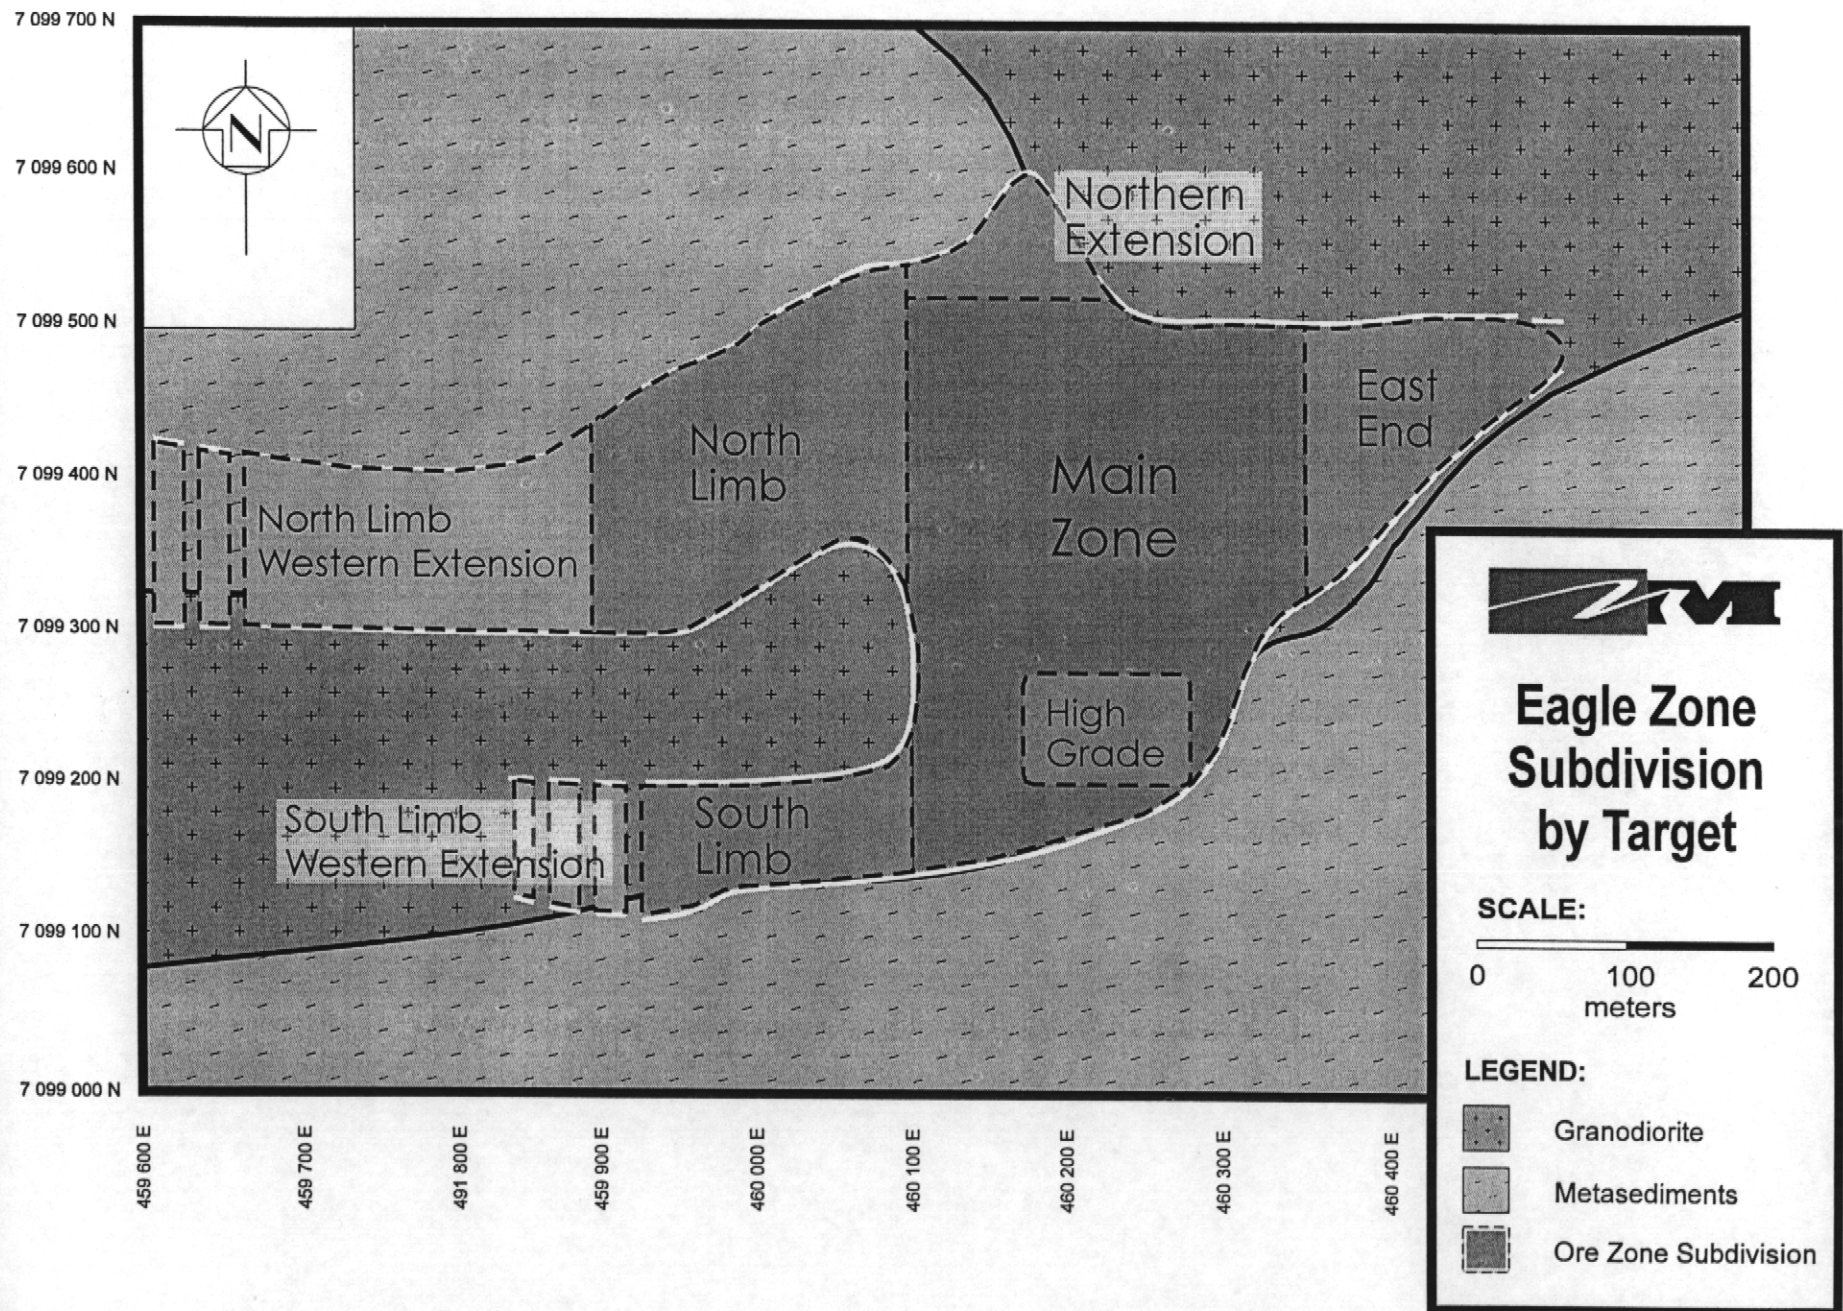 7 099 700 N
7 099 600 N
7 099 500 N
7 099 400 N
7 099 300 N
7 099 200 N
7 099 100 N
7 099 000 N
N
Northern
Extension
East
End
North
Limb
Main
Zone
North Limb
Western Extension
High
Grade
South Limb
Western Extension
South
Limb
459 600 E
459 700 E
491 800 E
459 900 E
460 000 E
460 100 E
460 200 E
460 300 E
460 400 E
Eagle Zone
Subdivision
by Target
SCALE:
0 100 200
meters
LEGEND:
Granodiorite
Metasediments
Ore Zone Subdivision